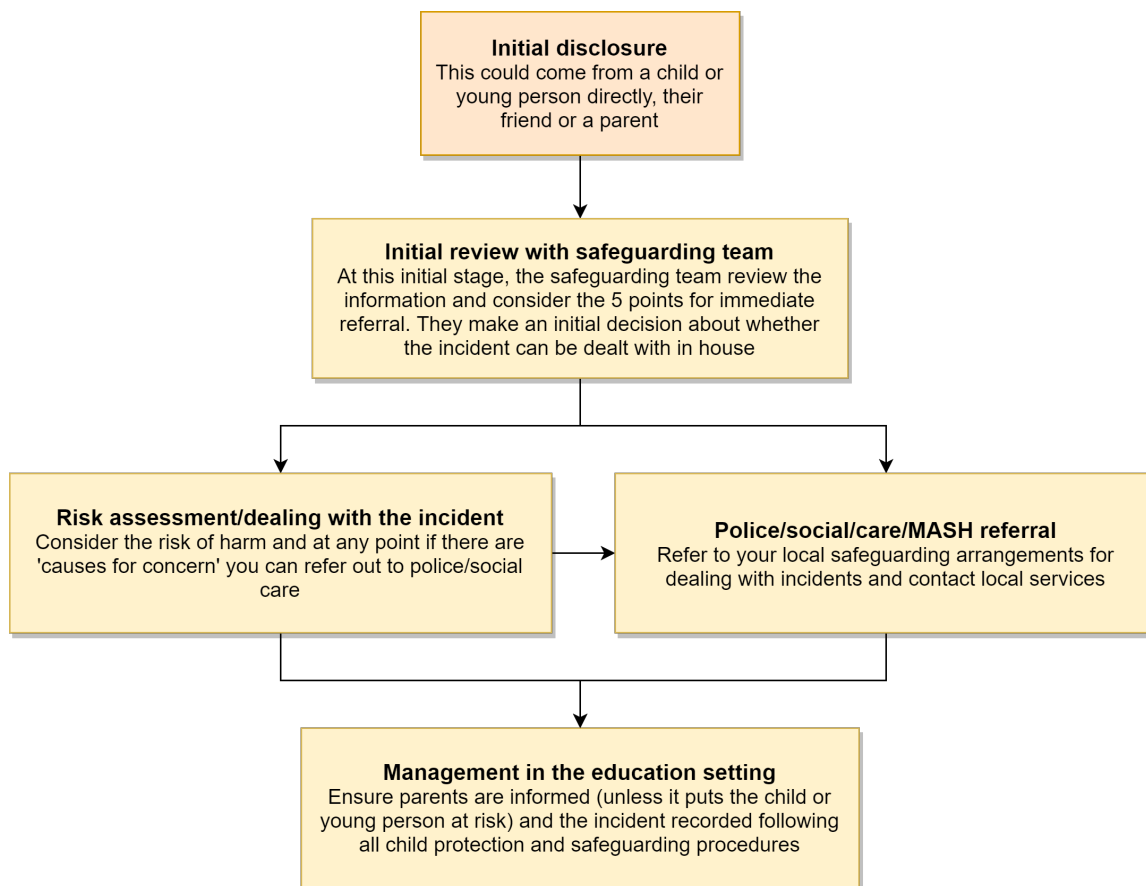 Initial disclosure
This could come from a child or
young person directly, their
friend or a parent
Initial review with safeguarding team
At this initial stage, the safeguarding team review the
information and consider the 5 points for immediate
referral. They make an initial decision about whether
the incident can be dealt with in house
Risk assessment/dealing with the incident
Consider the risk of harm and at any point if there are
'causes for concern' you can refer out to police/social
care
Police/social/care/MASH referral
Refer to your local safeguarding arrangements for
dealing with incidents and contact local services
Management in the education setting
Ensure parents are informed (unless it puts the child or
young person at risk) and the incident recorded following
all child protection and safeguarding procedures